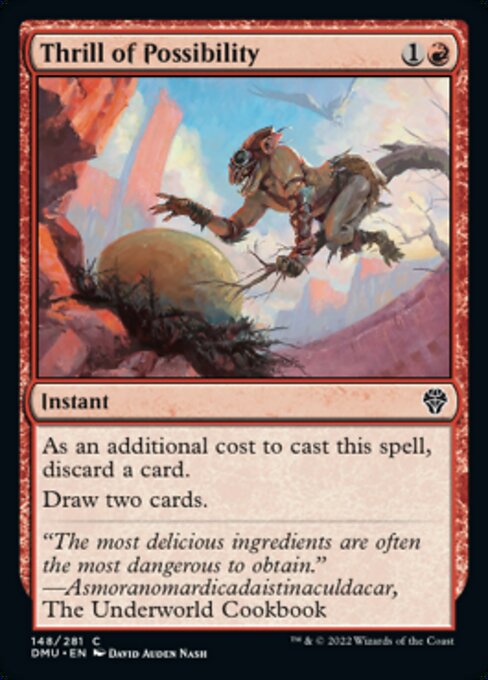 Thrill of Possibility 1
Instant
As an additional cost to cast this spell,
discard a card.
Draw two cards.
“The most delicious ingredients are often
the most dangerous to obtain.”
—Asmoranomardicadaistinaculdacar,
The Underworld Cookbook
148/281 C
DMU • EN DAVID AUDEN NASH
™ & © 2022 Wizards of the Coast